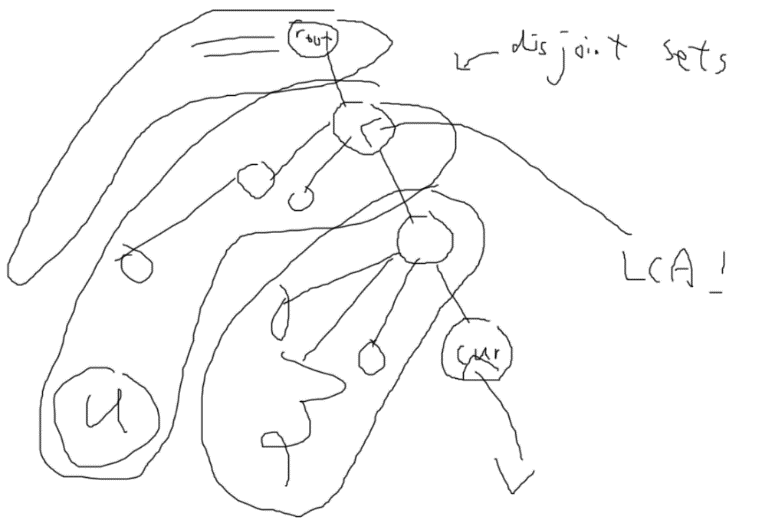 root
disjoint sets
LCA!
cur
u